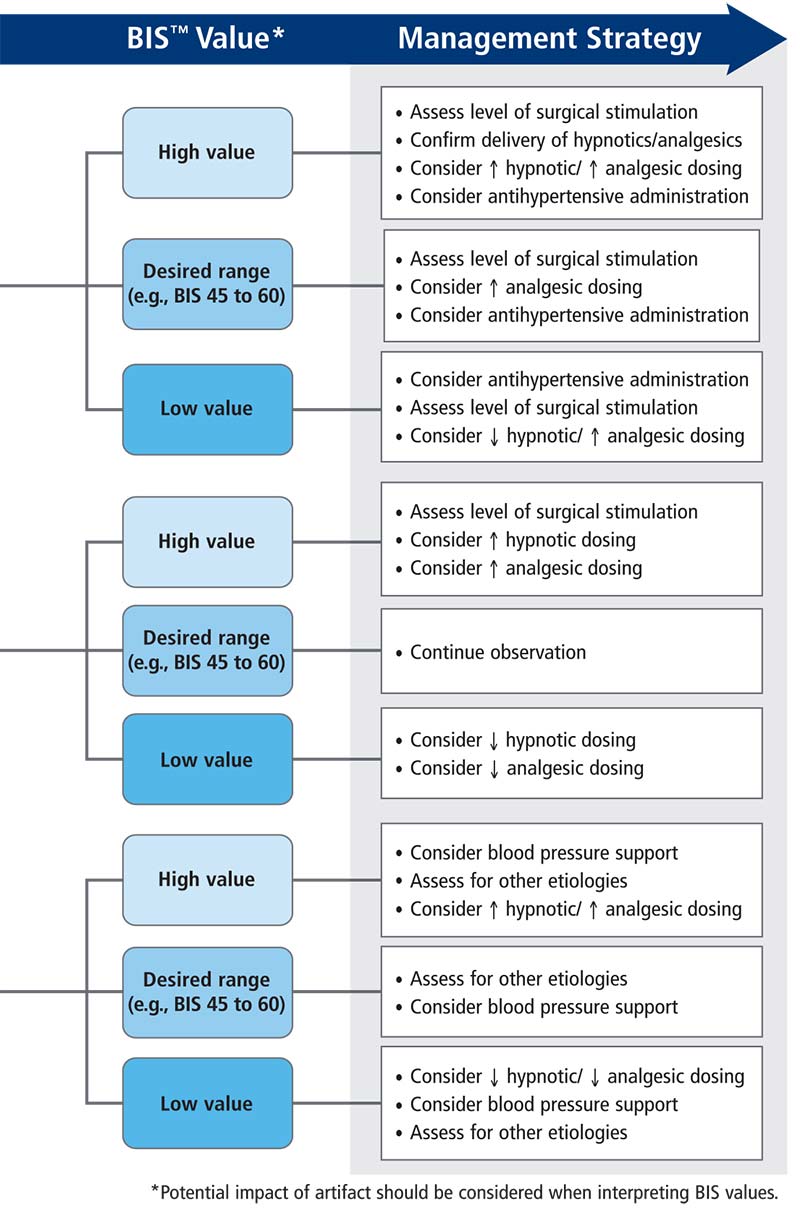 BIS™ Value*
Management Strategy
High value
• Assess level of surgical stimulation
• Confirm delivery of hypnotics/analgesics
• Consider ↑ hypnotic/ ↑ analgesic dosing
• Consider antihypertensive administration
Desired range
(e.g., BIS 45 to 60)
• Assess level of surgical stimulation
• Consider ↑ analgesic dosing
• Consider antihypertensive administration
Low value
• Consider antihypertensive administration
• Assess level of surgical stimulation
• Consider ↓ hypnotic/ ↑ analgesic dosing
High value
• Assess level of surgical stimulation
• Consider ↑ hypnotic dosing
• Consider ↑ analgesic dosing
Desired range
(e.g., BIS 45 to 60)
• Continue observation
Low value
• Consider ↓ hypnotic dosing
• Consider ↓ analgesic dosing
High value
• Consider blood pressure support
• Assess for other etiologies
• Consider ↑ hypnotic/ ↑ analgesic dosing
Desired range
(e.g., BIS 45 to 60)
• Assess for other etiologies
• Consider blood pressure support
Low value
• Consider ↓ hypnotic/ ↓ analgesic dosing
• Consider blood pressure support
• Assess for other etiologies
*Potential impact of artifact should be considered when interpreting BIS values.